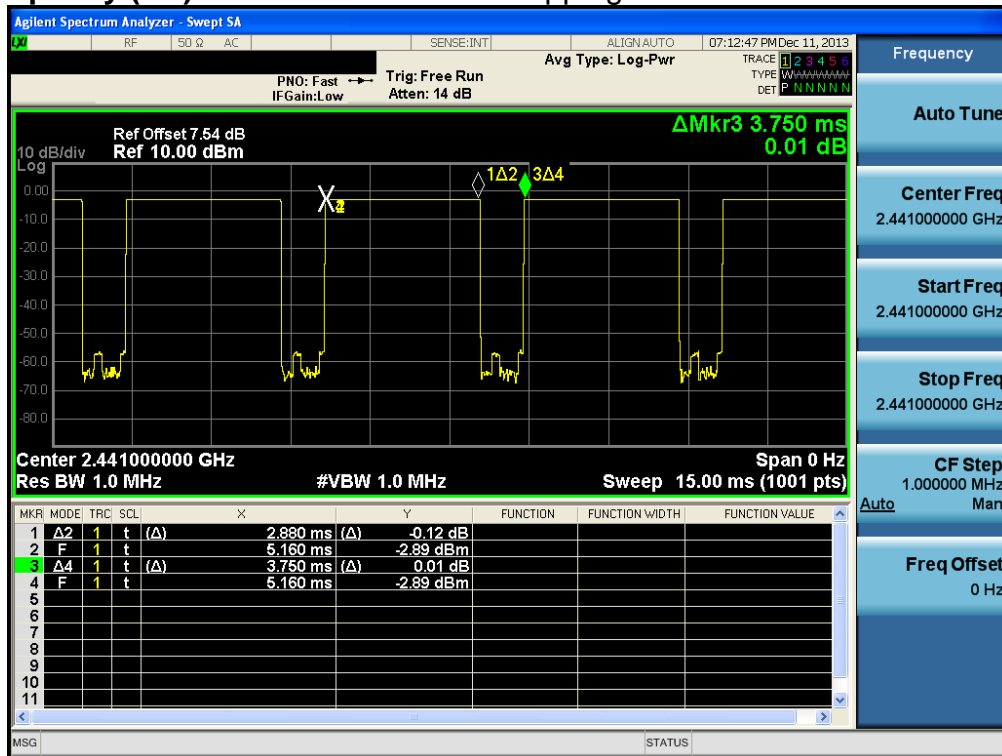 Agilent Spectrum Analyzer - Swept SA
LXI RF 50 Ω AC SENSE:INT ALIGN AUTO 07:12:47 PM Dec 11, 2013
Avg Type: Log-Pwr
TRACE 1 2 3 4 5 6
TYPE W
DET P N N N N N
PNO: Fast
IFGain:Low
Trig: Free Run
Atten: 14 dB
ΔMkr3 3.750 ms
0.01 dB
Ref Offset 7.54 dB
10 dB/div Ref 10.00 dBm
Log
1Δ2 3Δ4
0.00
-10.0
-20.0
-30.0
-40.0
-50.0
-60.0
-70.0
-80.0
Center 2.441000000 GHz Span 0 Hz
Res BW 1.0 MHz #VBW 1.0 MHz Sweep 15.00 ms (1001 pts)
MKR MODE TRC SCL X Y FUNCTION FUNCTION WIDTH FUNCTION VALUE
1 Δ2 1 t (Δ) 2.880 ms (Δ) -0.12 dB
2 F 1 t 5.160 ms -2.89 dBm
3 Δ4 1 t (Δ) 3.750 ms (Δ) 0.01 dB
4 F 1 t 5.160 ms -2.89 dBm
5
6
7
8
9
10
11
MSG STATUS
Frequency
Auto Tune
Center Freq
2.441000000 GHz
Start Freq
2.441000000 GHz
Stop Freq
2.441000000 GHz
CF Step
1.000000 MHz
Auto Man
Freq Offset
0 Hz